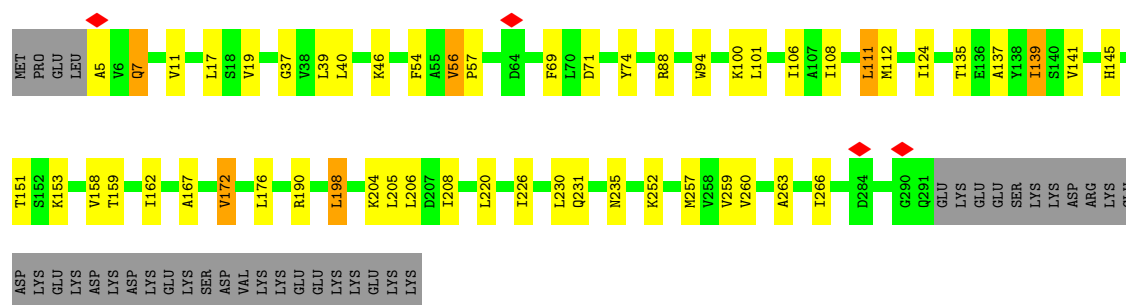 MET PRO GLU LEU A5 V6 Q7 V11 L17 S18 V19 G37 V38 L39 L40 K46 F54 A55 V56 P57 D64 F69 L70 D71 Y74 R88 W94 K100 L101 I106 A107 I108 L111 M112 I124 T135 E136 A137 Y138 I139 S140 V141 H145
T151 S152 K153 V158 T159 I162 A167 V172 L176 R190 L198 K204 L205 L206 D207 I208 L220 I226 L230 Q231 N235 K252 M257 V258 V259 V260 A263 I266 D284 G290 Q291 GLU LYS GLU GLU SER LYS LYS ASP ARG LYS
ASP LYS GLU LYS ASP LYS ASP LYS GLU LYS SER ASP VAL LYS LYS GLU GLU LYS LYS GLU LYS LYS